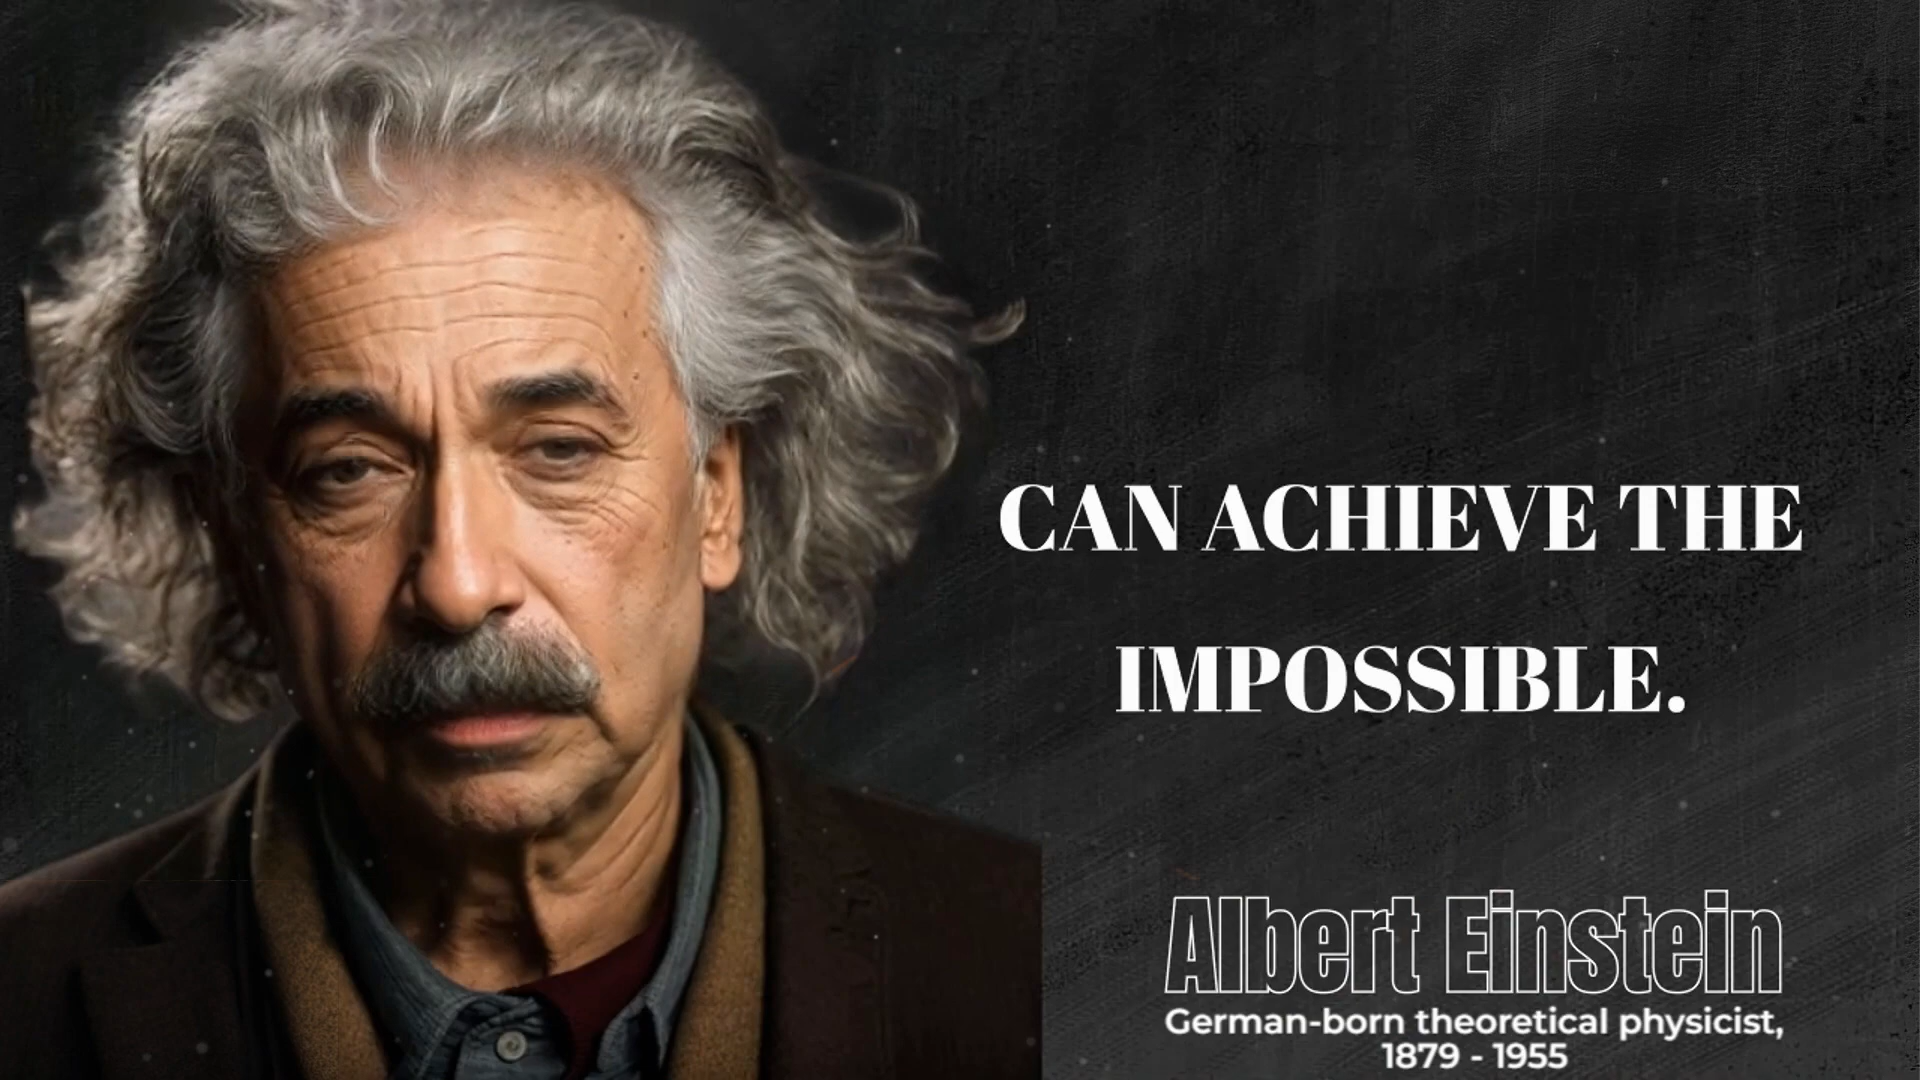 CAN ACHIEVE THE
IMPOSSIBLE.
Albert Einstein
German-born theoretical physicist,
1879 - 1955